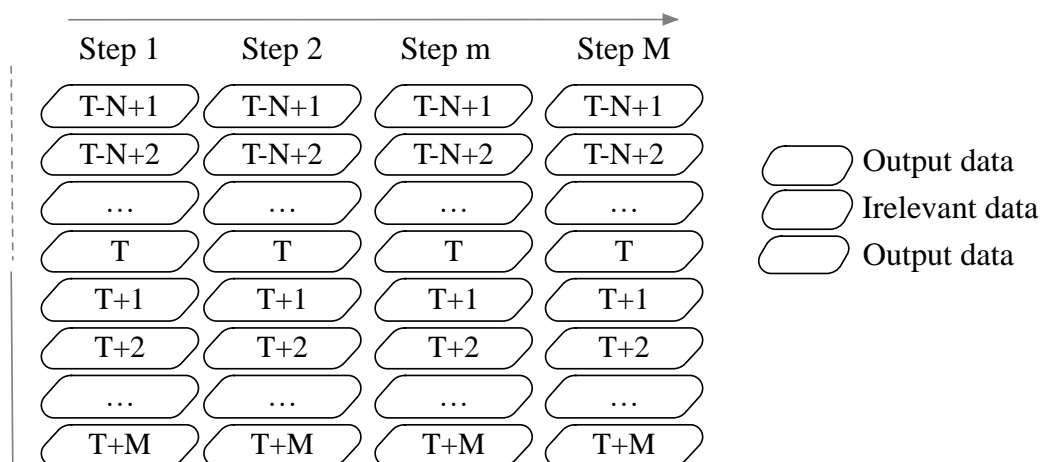 Step 1 Step 2 Step m Step M
T-N+1 T-N+1 T-N+1 T-N+1
T-N+2 T-N+2 T-N+2 T-N+2
… … … …
T T T T
T+1 T+1 T+1 T+1
T+2 T+2 T+2 T+2
… … … …
T+M T+M T+M T+M
Output data
Irelevant data
Output data